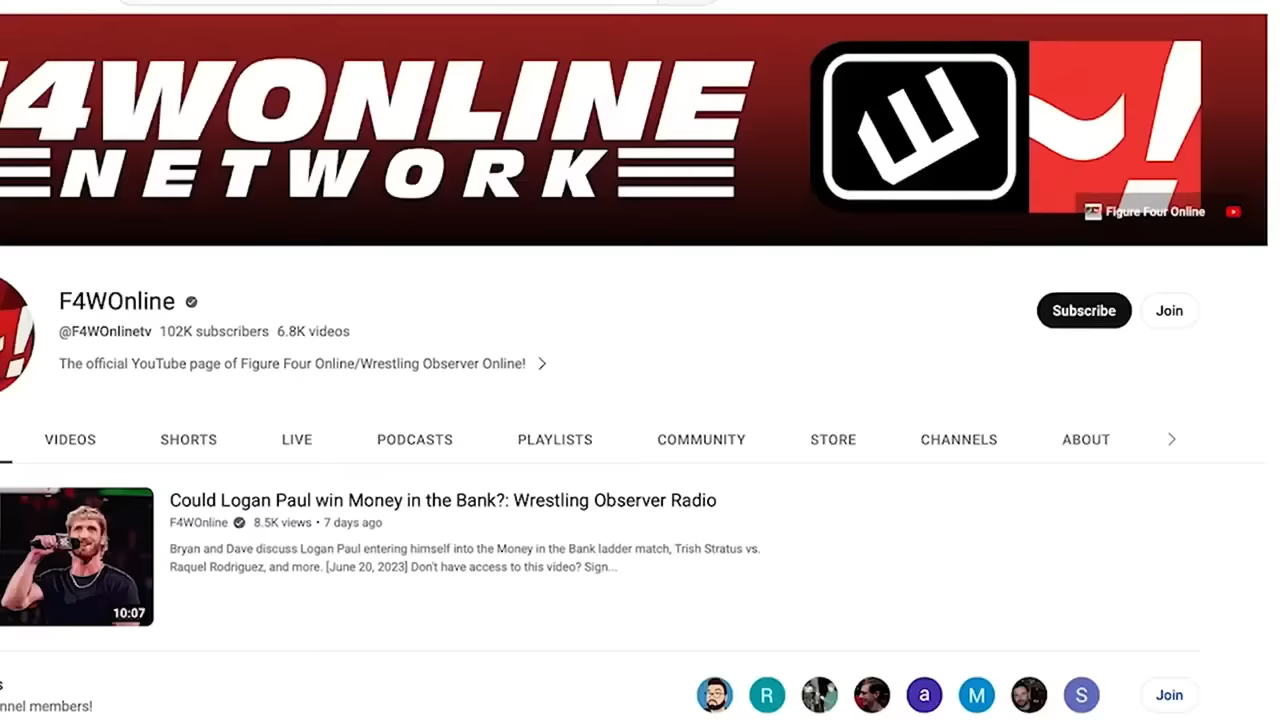 F4WONLINE
NETWORK
Figure Four Online
F4WOnline
@F4WOnlinetv 102K subscribers 6.8K videos
The official YouTube page of Figure Four Online/Wrestling Observer Online!
Subscribe
Join
VIDEOS
SHORTS
LIVE
PODCASTS
PLAYLISTS
COMMUNITY
STORE
CHANNELS
ABOUT
Could Logan Paul win Money in the Bank?: Wrestling Observer Radio
F4WOnline 8.5K views • 7 days ago
Bryan and Dave discuss Logan Paul entering himself into the Money in the Bank ladder match, Trish Stratus vs.
Raquel Rodriguez, and more. [June 20, 2023] Don't have access to this video? Sign...
10:07
s
nnel members!
R
a
M
S
Join